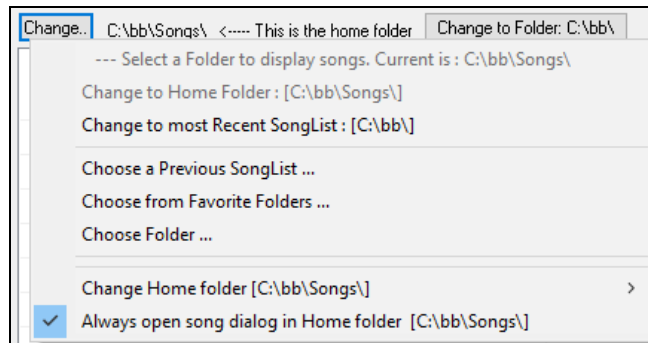 Change.. C:\bb\Songs\ <----- This is the home folder Change to Folder: C:\bb\
--- Select a Folder to display songs. Current is : C:\bb\Songs\
Change to Home Folder : [C:\bb\Songs\]
Change to most Recent SongList : [C:\bb\]
Choose a Previous SongList ...
Choose from Favorite Folders ...
Choose Folder ...
Change Home folder [C:\bb\Songs\]
Always open song dialog in Home folder [C:\bb\Songs\]